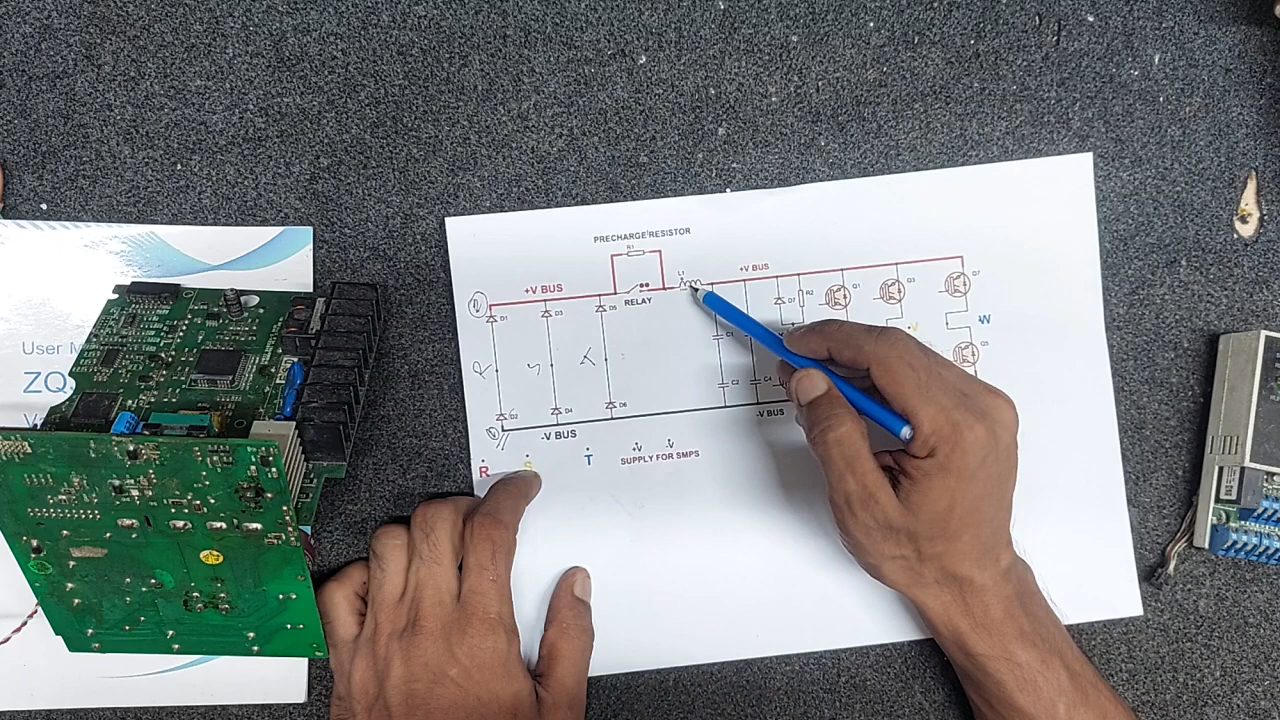 PRECHARGE RESISTOR
R1
L1
+V BUS
+V BUS
RELAY
D1
D3
D5
D7
R2
Q1
Q3
Q7
V
W
Q5
R
S
C1
C2
C4
D2
D4
D6
-V BUS
-V BUS
R
S
T
+V
-V
SUPPLY FOR SMPS
User M
ZQ